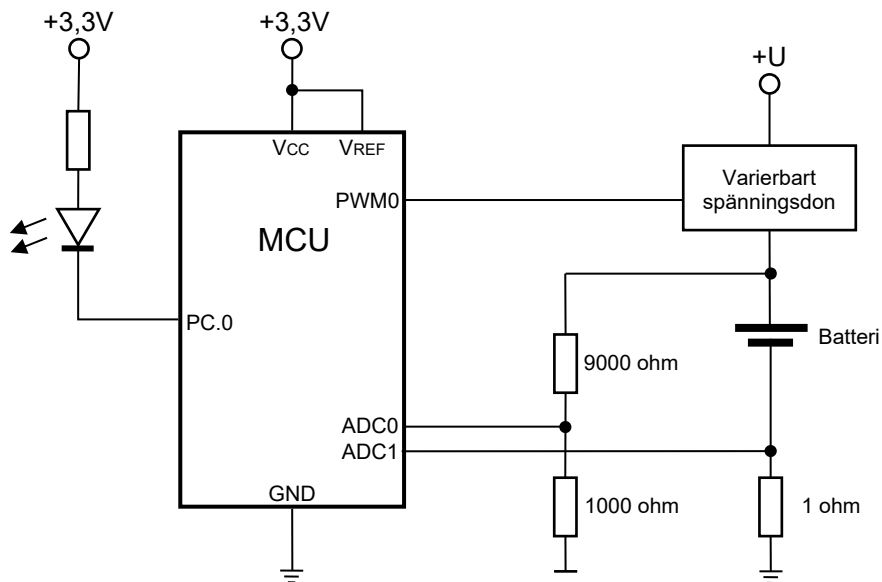 +3,3V
+3,3V
+U
VCC
VREF
Varierbart
spänningsdon
PWM0
MCU
PC.0
Batteri
9000 ohm
ADC0
ADC1
GND
1000 ohm
1 ohm